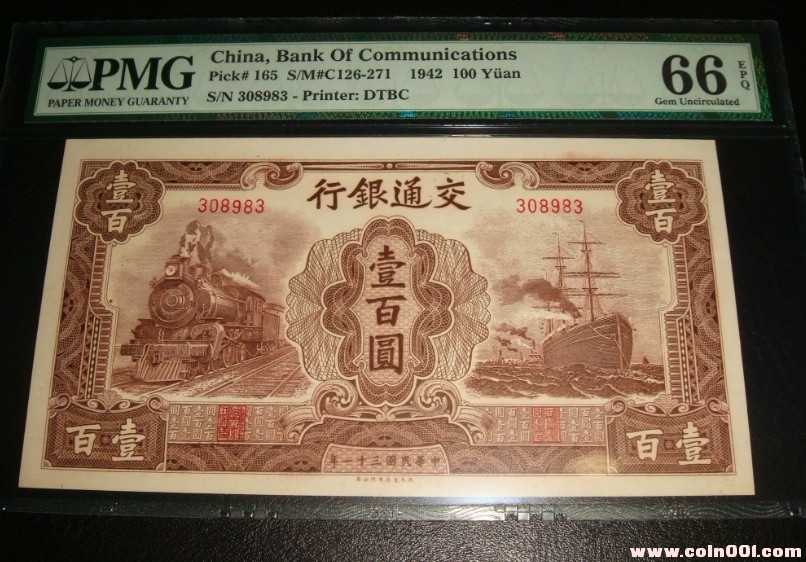 PMG
PAPER MONEY GUARANTY
China, Bank Of Communications
Pick# 165 S/M#C126-271 1942 100 Yüan
S/N 308983 - Printer: DTBC
66
EPQ
Gem Uncirculated
行銀通交
壹百
壹百
308983
308983
壹百圓
百壹
百壹
年一十三國民華中
www.coin001.com